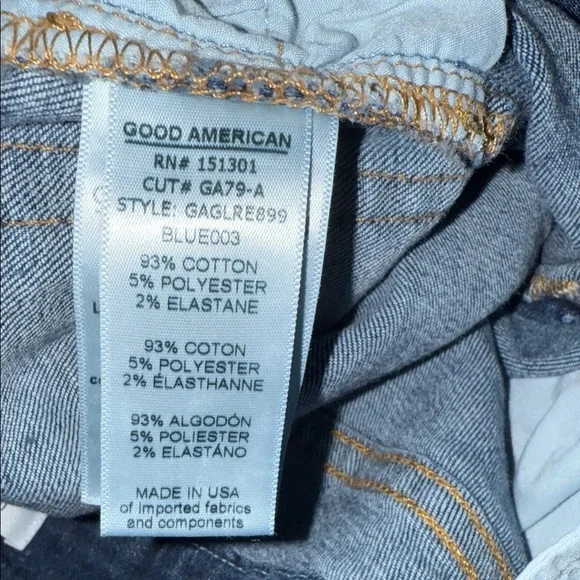 GOOD AMERICAN
RN# 151301
CUT# GA79-A
STYLE: GAGLRE899
BLUE003
93% COTTON
5% POLYESTER
2% ELASTANE
93% COTON
5% POLYESTER
2% ÉLASTHANNE
93% ALGODÓN
5% POLIESTER
2% ELASTÁNO
MADE IN USA
of imported fabrics
and components